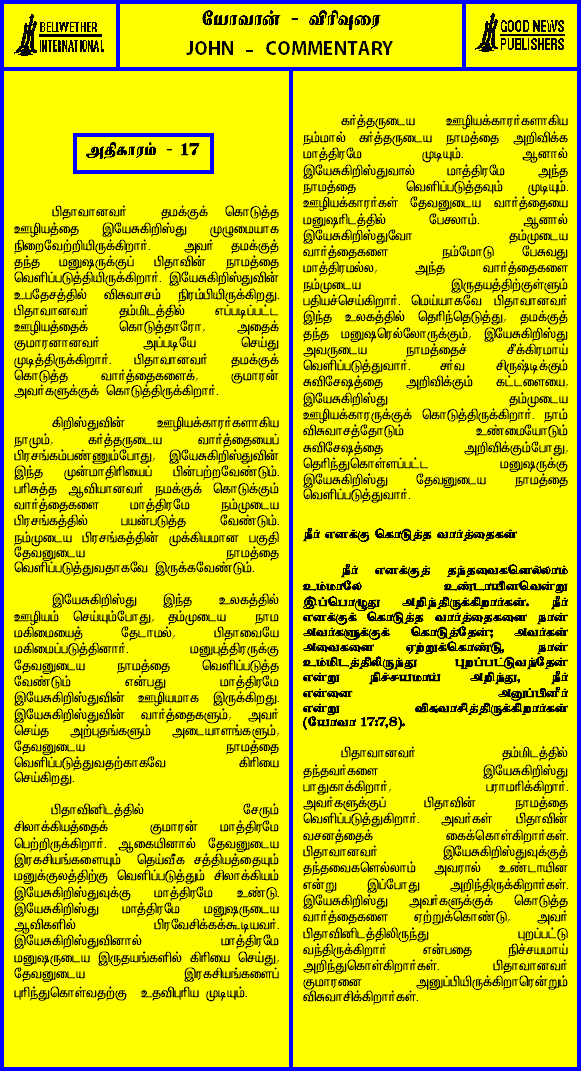 BELIWETHER
INTERNATIONAL
யோவான் - விரிவுரை
JOHN - COMMENTARY
GOOD NEWS
PUBLISHERS
அதிகாரம் - 17
பிதாவானவர் தமக்குக் கொடுத்த
ஊழியத்தை இயேசுகிறிஸ்து முழுமையாக
நிறைவேற்றியிருக்கிறார். அவர் தமக்குத்
தந்த மனுஷருக்குப் பிதாவின் நாமத்தை
வெளிப்படுத்தியிருக்கிறார். இயேசுகிறிஸ்துவின்
உபதேசத்தில் விசுவாசம் நிரம்பியிருக்கிறது.
பிதாவானவர் தம்மிடத்தில் எப்படிப்பட்ட
ஊழியத்தைக் கொடுத்தாரோ, அதைக்
குமாரனானவர் அப்படியே செய்து
முடித்திருக்கிறார். பிதாவானவர் தமக்குக்
கொடுத்த வார்த்தைகளைக், குமாரன்
அவர்களுக்குக் கொடுத்திருக்கிறார்.
கிறிஸ்துவின் ஊழியக்காரர்களாகிய
நாமும், கர்த்தருடைய வார்த்தையைப்
பிரசங்கம்பண்ணும்போது, இயேசுகிறிஸ்துவின்
இந்த முன்மாதிரியைப் பின்பற்றவேண்டும்.
பரிசுத்த ஆவியானவர் நமக்குக் கொடுக்கும்
வார்த்தைகளை மாத்திரமே நம்முடைய
பிரசங்கத்தில் பயன்படுத்த வேண்டும்.
நம்முடைய பிரசங்கத்தின் முக்கியமான பகுதி
தேவனுடைய நாமத்தை
வெளிப்படுத்துவதாகவே இருக்கவேண்டும்.
இயேசுகிறிஸ்து இந்த உலகத்தில்
ஊழியம் செய்யும்போது, தம்முடைய நாம
மகிமையைத் தேடாமல், பிதாவையே
மகிமைப்படுத்தினார். மனுபுத்திரருக்கு
தேவனுடைய நாமத்தை வெளிப்படுத்த
வேண்டும் என்பது மாத்திரமே
இயேசுகிறிஸ்துவின் ஊழியமாக இருக்கிறது.
இயேசுகிறிஸ்துவின் வார்த்தைகளும், அவர்
செய்த அற்புதங்களும் அடையாளங்களும்,
தேவனுடைய நாமத்தை
வெளிப்படுத்துவதற்காகவே கிரியை
செய்கிறது.
பிதாவினிடத்தில் சேரும்
சிலாக்கியத்தைக் குமாரன் மாத்திரமே
பெற்றிருக்கிறார். ஆகையினால் தேவனுடைய
இரகசியங்களையும் தெய்வீக சத்தியத்தையும்
மனுக்குலத்திற்கு வெளிப்படுத்தும் சிலாக்கியம்
இயேசுகிறிஸ்துவுக்கு மாத்திரமே உண்டு.
இயேசுகிறிஸ்து மாத்திரமே மனுஷருடைய
ஆவிகளில் பிரவேசிக்கக்கூடியவர்.
இயேசுகிறிஸ்துவினால் மாத்திரமே
மனுஷருடைய இருதயங்களில் கிரியை செய்து,
தேவனுடைய இரகசியங்களைப்
புரிந்துகொள்வதற்கு உதவிபுரிய முடியும்.
கர்த்தருடைய ஊழியக்காரர்களாகிய
நம்மால் கர்த்தருடைய நாமத்தை அறிவிக்க
மாத்திரமே முடியும். ஆனால்
இயேசுகிறிஸ்துவால் மாத்திரமே அந்த
நாமத்தை வெளிப்படுத்தவும் முடியும்.
ஊழியக்காரர்கள் தேவனுடைய வார்த்தையை
மனுஷரிடத்தில் பேசலாம். ஆனால்
இயேசுகிறிஸ்துவோ தம்முடைய
வார்த்தைகளை நம்மோடு பேசுவது
மாத்திரமல்ல, அந்த வார்த்தைகளை
நம்முடைய இருதயத்திற்குள்ளும்
பதியச்செய்கிறார். மெய்யாகவே பிதாவானவர்
இந்த உலகத்தில் தெரிந்தெடுத்து, தமக்குத்
தந்த மனுஷரெல்லோருக்கும், இயேசுகிறிஸ்து
அவருடைய நாமத்தைச் சீக்கிரமாய்
வெளிப்படுத்துவார். சர்வ சிருஷ்டிக்கும்
சுவிசேஷத்தை அறிவிக்கும் கட்டளையை,
இயேசுகிறிஸ்து தம்முடைய
ஊழியக்காரருக்குக் கொடுத்திருக்கிறார். நாம்
விசுவாசத்தோடும் உண்மையோடும்
சுவிசேஷத்தை அறிவிக்கும்போது,
தெரிந்துகொள்ளப்பட்ட மனுஷருக்கு
இயேசுகிறிஸ்து தேவனுடைய நாமத்தை
வெளிப்படுத்துவார்.
நீர் எனக்கு கொடுத்த வார்த்தைகள்
நீர் எனக்குத் தந்தவைகளெல்லாம்
உம்மாலே உண்டாயினவென்று
இப்பொழுது அறிந்திருக்கிறார்கள். நீர்
எனக்குக் கொடுத்த வார்த்தைகளை நான்
அவர்களுக்குக் கொடுத்தேன்; அவர்கள்
அவைகளை ஏற்றுக்கொண்டு, நான்
உம்மிடத்திலிருந்து புறப்பட்டுவந்தேன்
என்று நிச்சயமாய் அறிந்து, நீர்
என்னை அனுப்பினீர்
என்று விசுவாசித்திருக்கிறார்கள்
(யோவா 17:7,8).
பிதாவானவர் தம்மிடத்தில்
தந்தவர்களை இயேசுகிறிஸ்து
பாதுகாக்கிறார், பராமரிக்கிறார்.
அவர்களுக்குப் பிதாவின் நாமத்தை
வெளிப்படுத்துகிறார். அவர்கள் பிதாவின்
வசனத்தைக் கைக்கொள்கிறார்கள்.
பிதாவானவர் இயேசுகிறிஸ்துவுக்குத்
தந்தவைகளெல்லாம் அவரால் உண்டாயின
என்று இப்போது அறிந்திருக்கிறார்கள்.
இயேசுகிறிஸ்து அவர்களுக்குக் கொடுத்த
வார்த்தைகளை ஏற்றுக்கொண்டு, அவர்
பிதாவினிடத்திலிருந்து புறப்பட்டு
வந்திருக்கிறார் என்பதை நிச்சயமாய்
அறிந்துகொள்கிறார்கள். பிதாவானவர்
குமாரனை அனுப்பியிருக்கிறாரென்றும்
விசுவாசிக்கிறார்கள்.